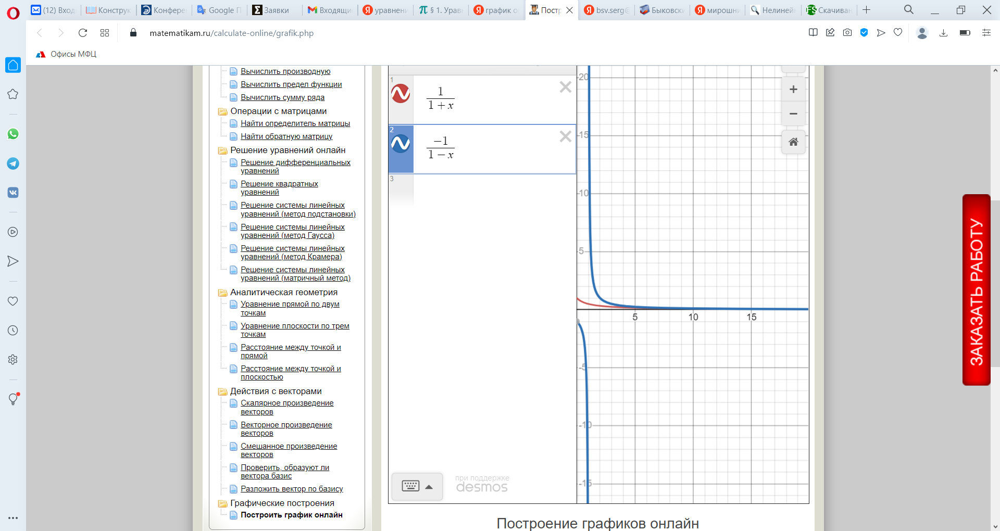 (12) Вход
Конструк
Конфере
Google П
Заявки
Входящи
уравнени
§ 1. Урав
график о
Постр
bsv.serg@
Быковски
мирошни
Нелиней
Скачиван
matematikam.ru/calculate-online/grafik.php
Офисы МФЦ
Вычислить производную
Вычислить предел функции
Вычислить сумму ряда
Операции с матрицами
Найти определитель матрицы
Найти обратную матрицу
Решение уравнений онлайн
Решение дифференциальных
уравнений
Решение квадратных
уравнений
Решение системы линейных
уравнений (метод подстановки)
Решение системы линейных
уравнений (метод Гаусса)
Решение системы линейных
уравнений (метод Крамера)
Решение системы линейных
уравнений (матричный метод)
Аналитическая геометрия
Уравнение прямой по двум
точкам
Уравнение плоскости по трем
точкам
Расстояние между точкой и
прямой
Расстояние между точкой и
плоскостью
Действия с векторами
Скалярное произведение
векторов
Векторное произведение
векторов
Смешанное произведение
векторов
Проверить, образуют ли
вектора базис
Разложить вектор по базису
Графические построения
Построить график онлайн
1
1
1 + x
2
−1
1 − x
3
при поддержке
desmos
20
15
10
5
5
10
15
-5
-10
-15
+
−
Построение графиков онлайн
ЗАКАЗАТЬ РАБОТУ